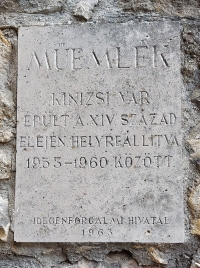 MŰEMLÉK
KINIZSI VÁR
ÉPÜLT A XIV. SZÁZAD
ELEJÉN HELYREÁLLÍTVA
1953–1960 KÖZÖTT
IDEGENFORGALMI HIVATAL
1963